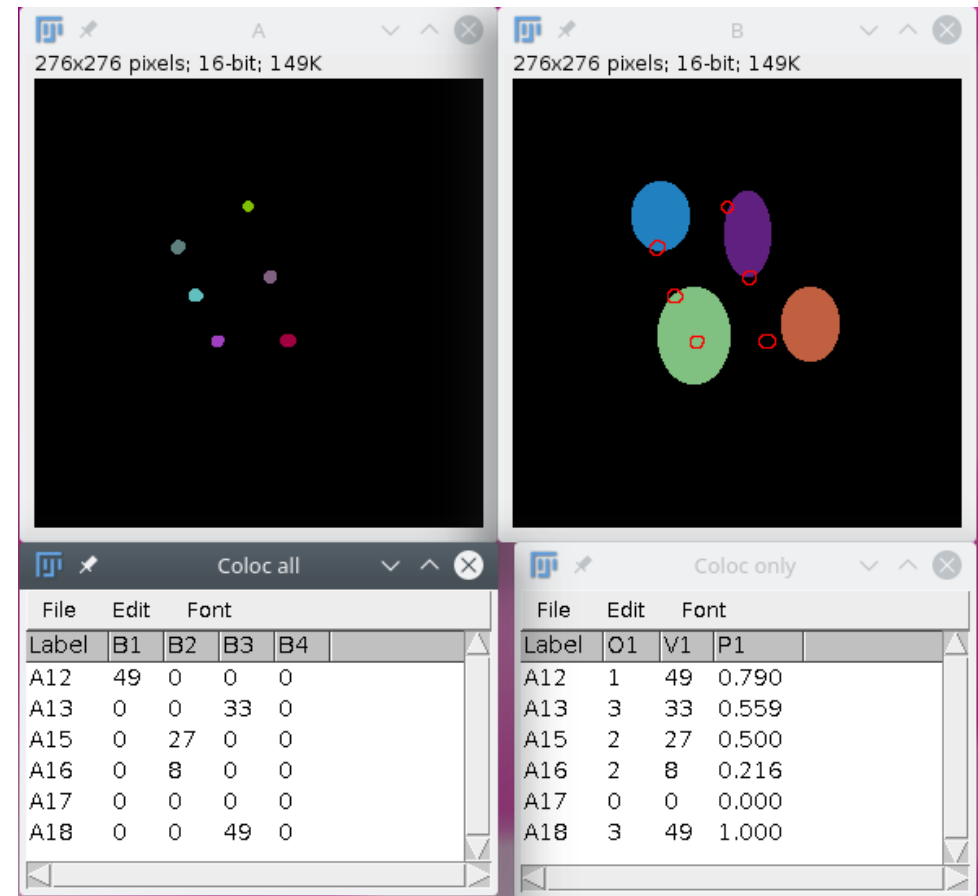 A
276x276 pixels; 16-bit; 149K
B
276x276 pixels; 16-bit; 149K
Coloc all
File Edit Font
Label B1 B2 B3 B4
A12 49 0 0 0
A13 0 0 33 0
A15 0 27 0 0
A16 0 8 0 0
A17 0 0 0 0
A18 0 0 49 0
Coloc only
File Edit Font
Label O1 V1 P1
A12 1 49 0.790
A13 3 33 0.559
A15 2 27 0.500
A16 2 8 0.216
A17 0 0 0.000
A18 3 49 1.000